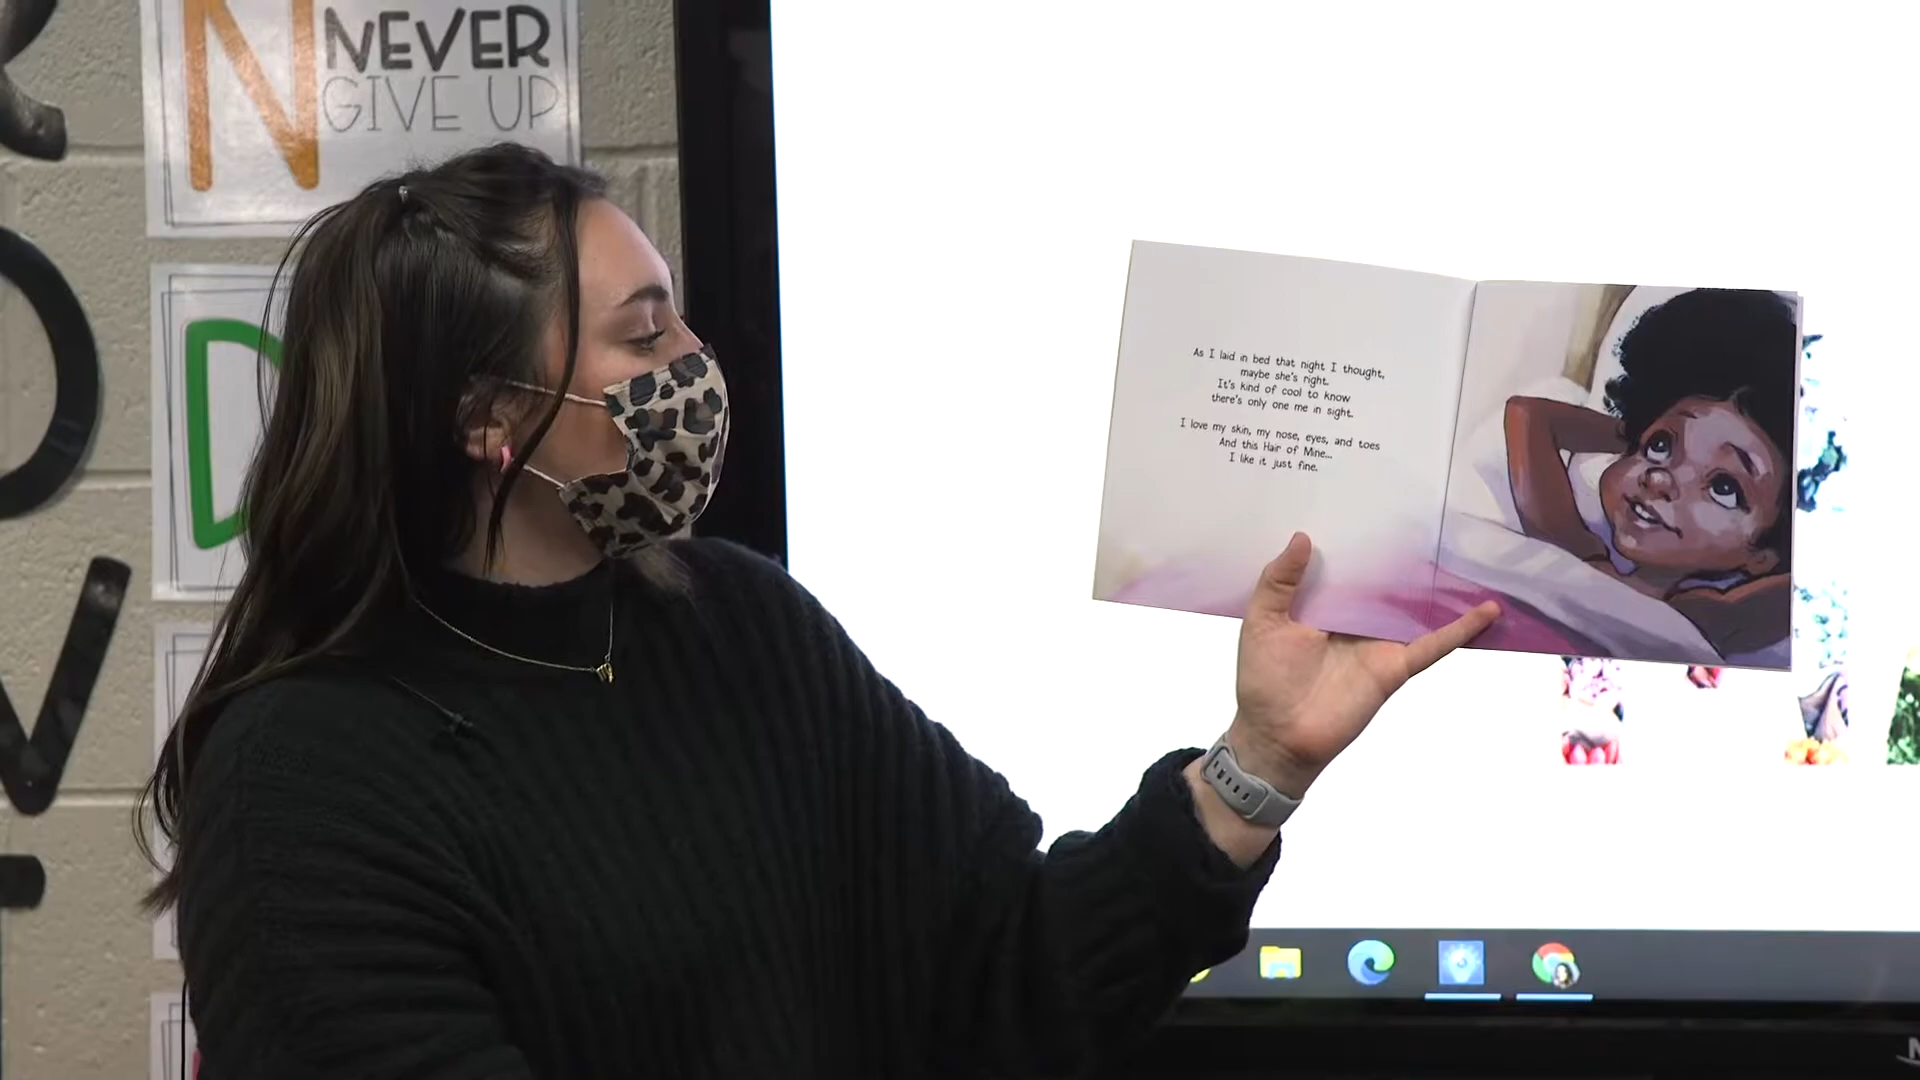 N
NEVER
GIVE UP
D
As I laid in bed that night I thought,
maybe she's right.
It's kind of cool to know
there's only one me in sight.
I love my skin, my nose, eyes, and toes
And this Hair of Mine...
I like it just fine.